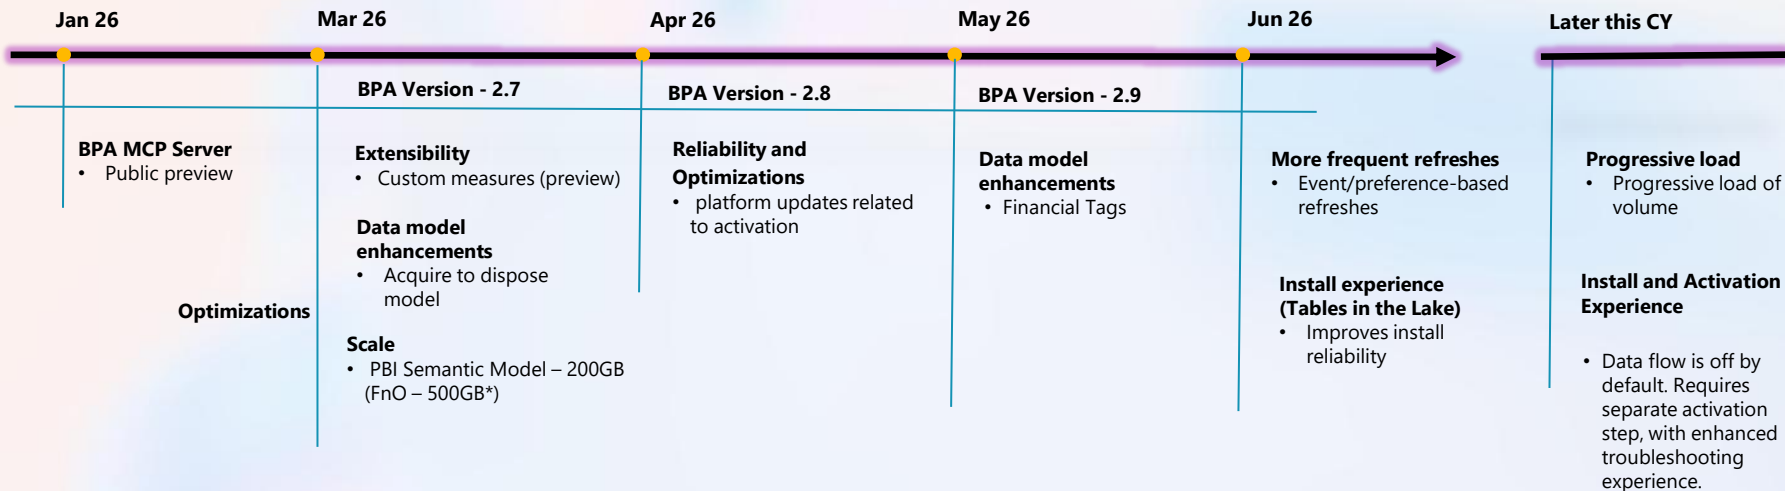 Jan 26
Mar 26
Apr 26
May 26
Jun 26
Later this CY
BPA Version - 2.7
BPA Version - 2.8
BPA Version - 2.9
BPA MCP Server
• Public preview
Optimizations
Extensibility
• Custom measures (preview)
Data model
enhancements
• Acquire to dispose
model
Scale
• PBI Semantic Model – 200GB
(FnO – 500GB*)
Reliability and
Optimizations
• platform updates related
to activation
Data model
enhancements
• Financial Tags
More frequent refreshes
• Event/preference-based
refreshes
Install experience
(Tables in the Lake)
• Improves install
reliability
Progressive load
• Progressive load of
volume
Install and Activation
Experience
• Data flow is off by
default. Requires
separate activation
step, with enhanced
troubleshooting
experience.